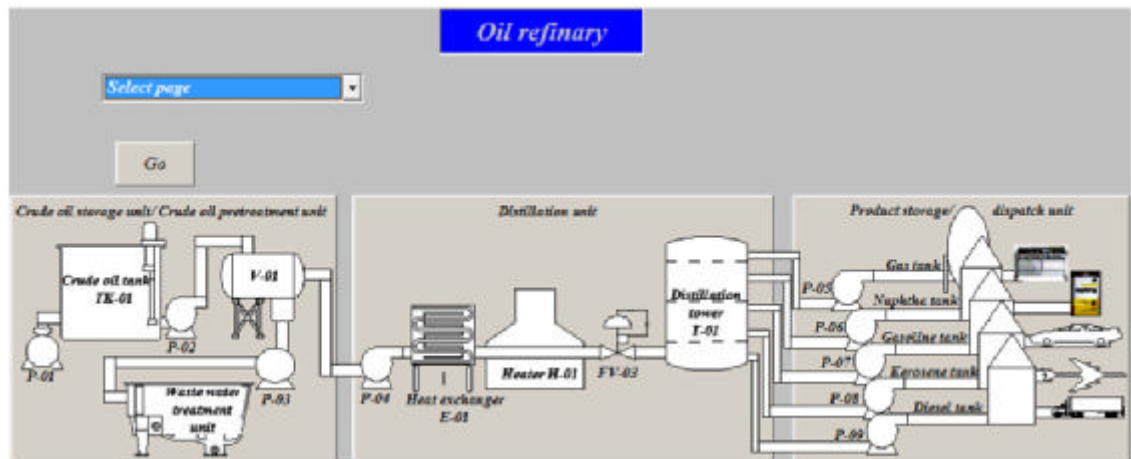 Oil refinary
Select page
Go
Crude oil storage unit/ Crude oil pretreatment unit
Distillation unit
Product storage/ dispatch unit
Crude oil tank
TK-01
V-01
P-01
P-02
P-03
Waste water
treatment
unit
P-04
Heat exchanger
E-01
Heater H-01
FV-03
Distillation
tower
T-01
P-05
Gas tank
P-06
Naphthe tank
P-07
Gasoline tank
P-08
Kerosene tank
P-09
Diesel tank